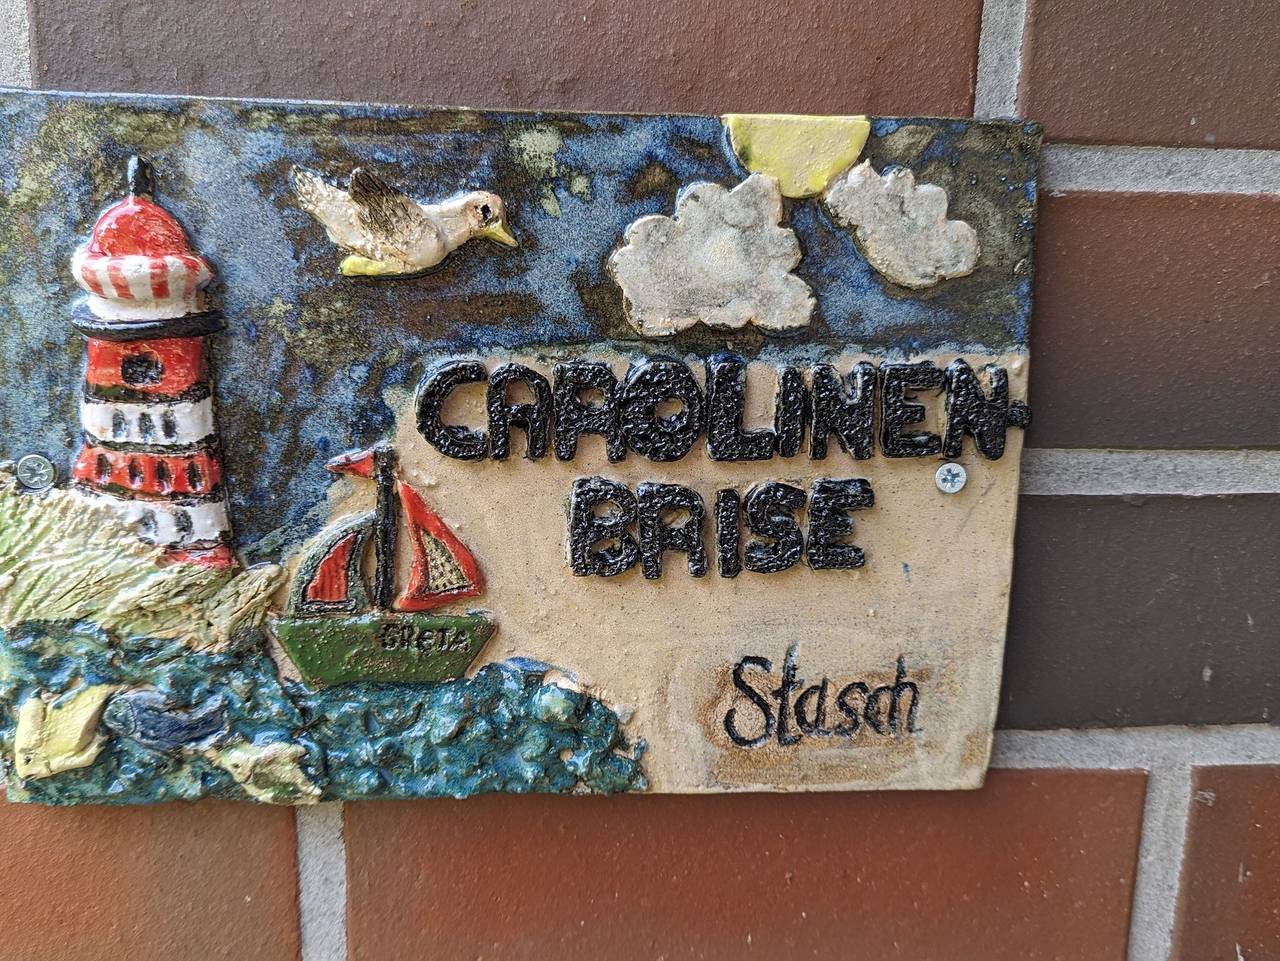 CAROLINEN-
BRISE
GRETA
Stasch